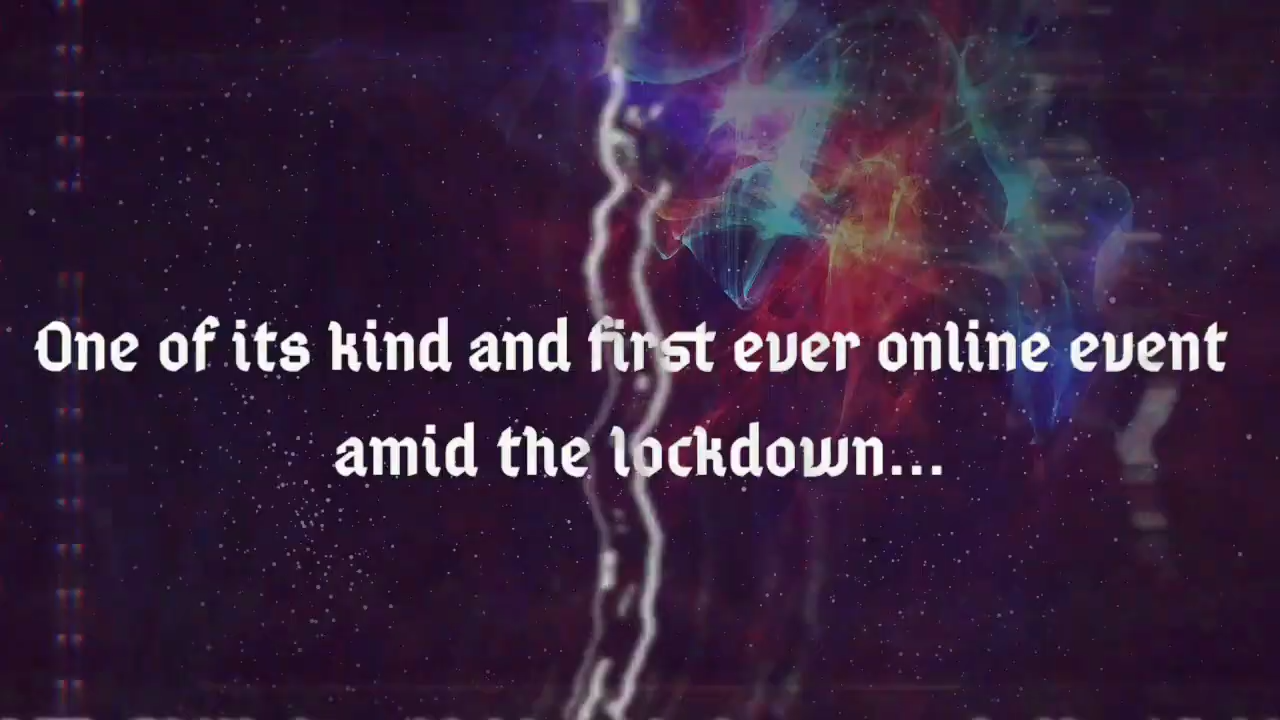 One of its kind and first ever online event
amid the lockdown...